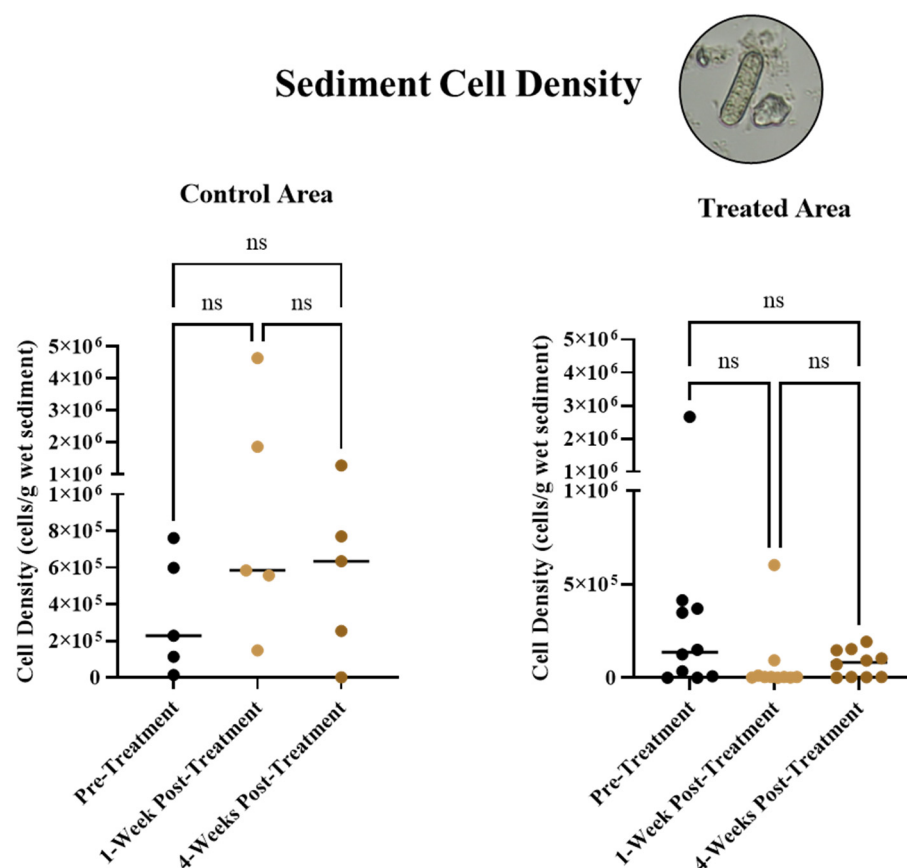 Sediment Cell Density
Control Area
ns
ns ns
Cell Density (cells/g wet sediment)
5×10⁶
4×10⁶
3×10⁶
2×10⁶
1×10⁶
1×10⁶
8×10⁵
6×10⁵
4×10⁵
2×10⁵
0
Pre-Treatment
1-Week Post-Treatment
4-Weeks Post-Treatment
Treated Area
ns
ns ns
Cell Density (cells/g wet sediment)
5×10⁶
4×10⁶
3×10⁶
2×10⁶
1×10⁶
1×10⁶
5×10⁵
0
Pre-Treatment
1-Week Post-Treatment
4-Weeks Post-Treatment